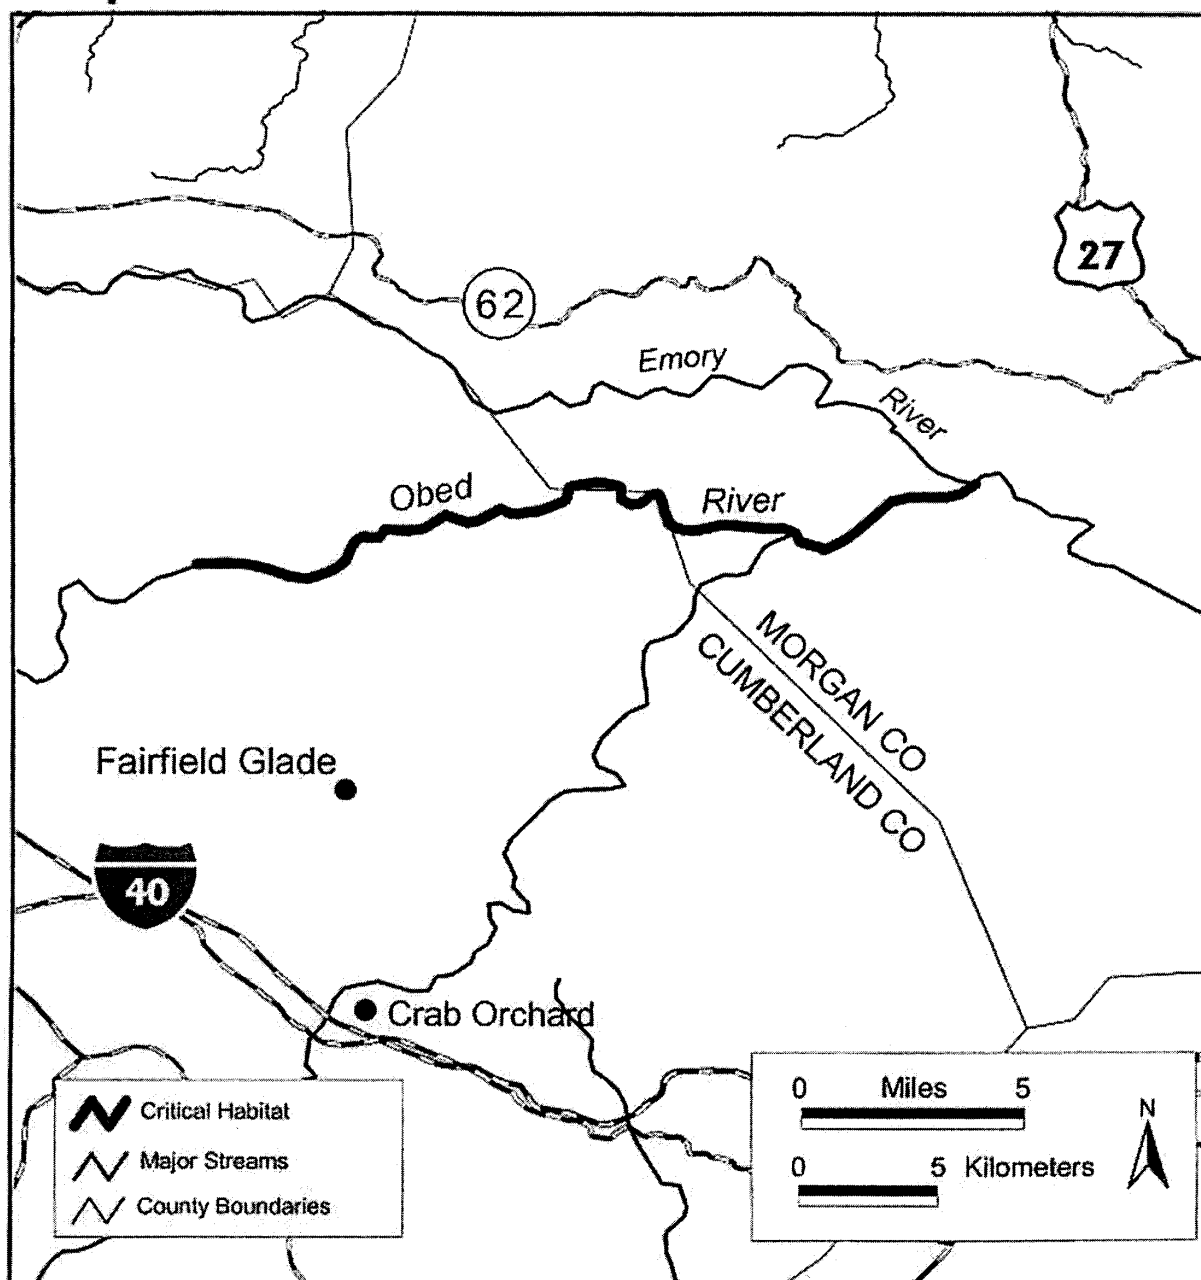 27
62
Emory
River
Obed
River
MORGAN CO
CUMBERLAND CO
Fairfield Glade
40
Crab Orchard
Critical Habitat
Major Streams
County Boundaries
0 Miles 5
0 5 Kilometers
N